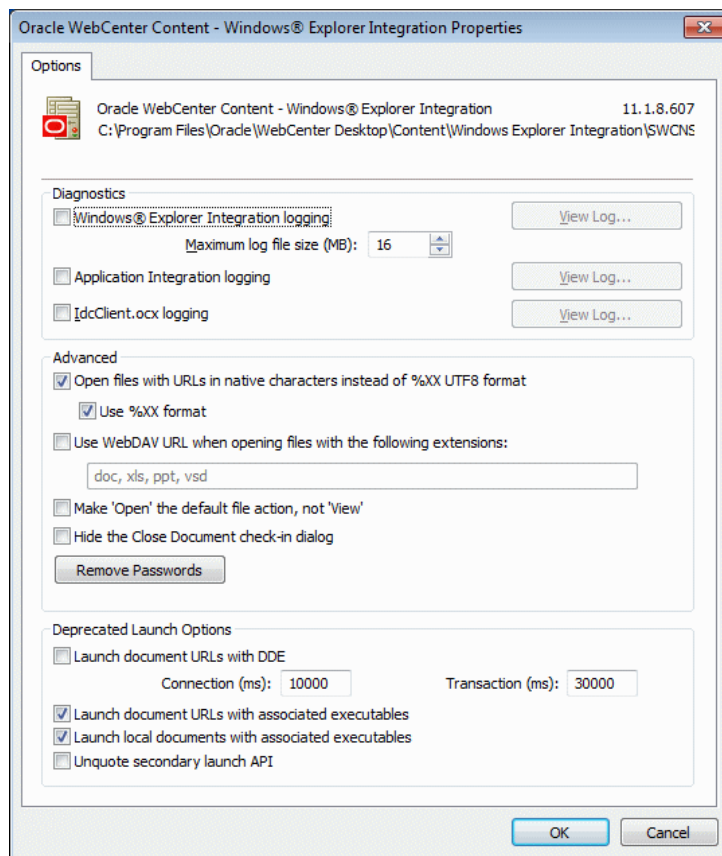 Oracle WebCenter Content - Windows® Explorer Integration Properties
Options
Oracle WebCenter Content - Windows® Explorer Integration 11.1.8.607
C:\Program Files\Oracle\WebCenter Desktop\Content\Windows Explorer Integration\SWCNS
Diagnostics
Windows® Explorer Integration logging View Log...
Maximum log file size (MB): 16
Application Integration logging View Log...
IdcClient.ocx logging View Log...
Advanced
Open files with URLs in native characters instead of %XX UTF8 format
Use %XX format
Use WebDAV URL when opening files with the following extensions:
doc, xls, ppt, vsd
Make 'Open' the default file action, not 'View'
Hide the Close Document check-in dialog
Remove Passwords
Deprecated Launch Options
Launch document URLs with DDE
Connection (ms): 10000 Transaction (ms): 30000
Launch document URLs with associated executables
Launch local documents with associated executables
Unquote secondary launch API
OK Cancel